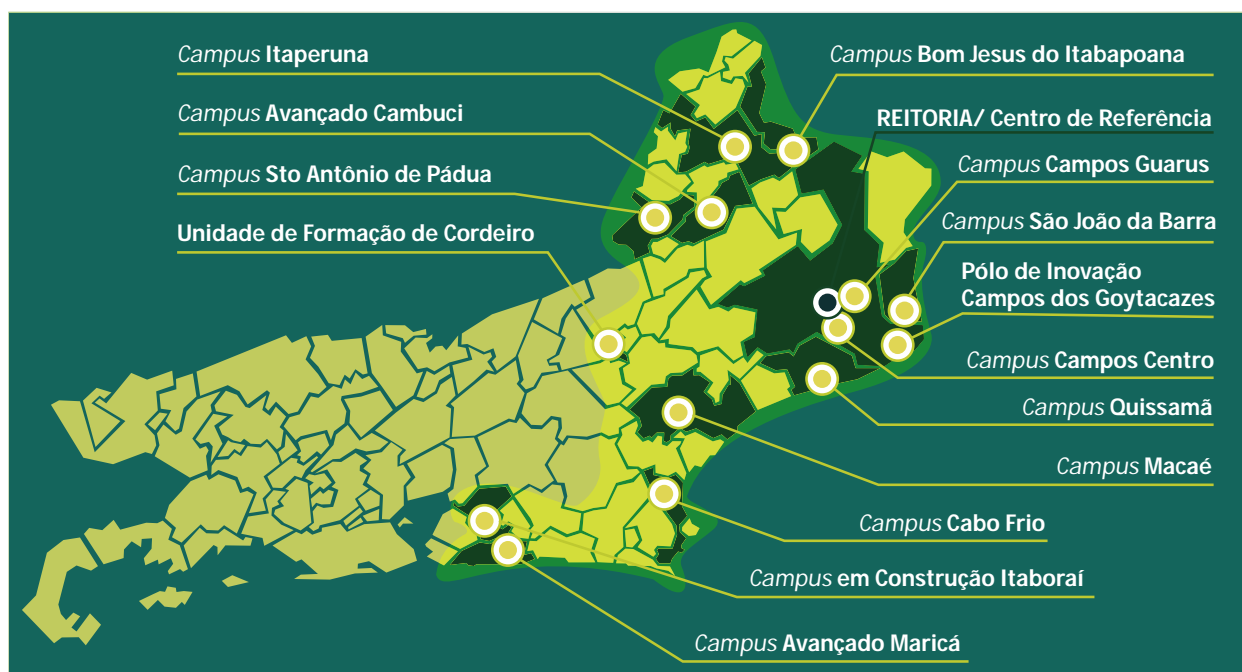 Campus Itaperuna
Campus Avançado Cambuci
Campus Sto Antônio de Pádua
Unidade de Formação de Cordeiro
Campus Bom Jesus do Itabapoana
REITORIA/ Centro de Referência
Campus Campos Guarus
Campus São João da Barra
Pólo de Inovação
Campos dos Goytacazes
Campus Campos Centro
Campus Quissamã
Campus Macaé
Campus Cabo Frio
Campus em Construção Itaboraí
Campus Avançado Maricá